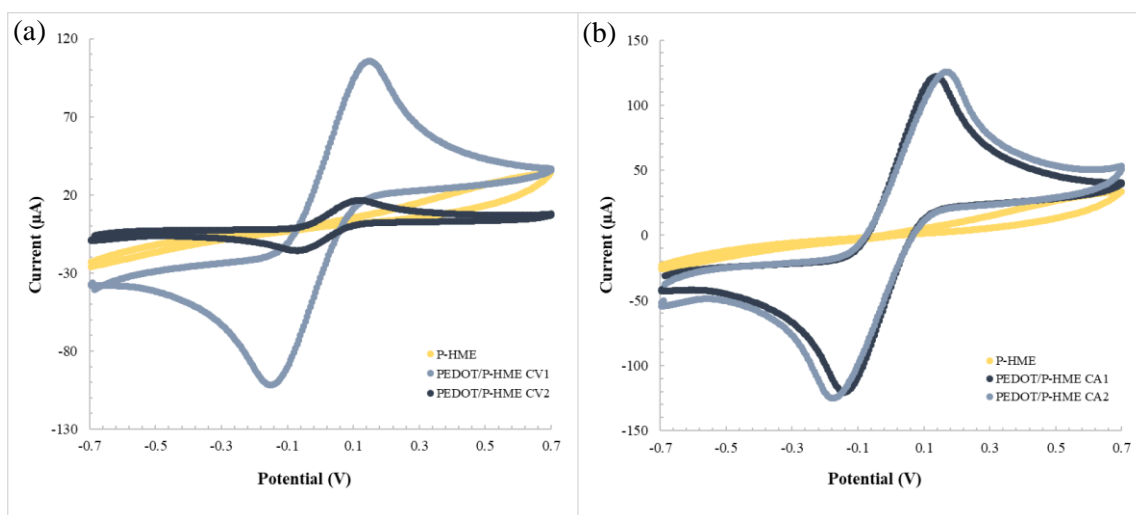 (a)
120
70
20
-30
-80
-130
Current (µA)
-0.7 -0.5 -0.3 -0.1 0.1 0.3 0.5 0.7
Potential (V)
P-HME
PEDOT/P-HME CV1
PEDOT/P-HME CV2
(b)
150
100
50
0
-50
-100
-150
Current (µA)
-0.7 -0.5 -0.3 -0.1 0.1 0.3 0.5 0.7
Potential (V)
P-HME
PEDOT/P-HME CA1
PEDOT/P-HME CA2